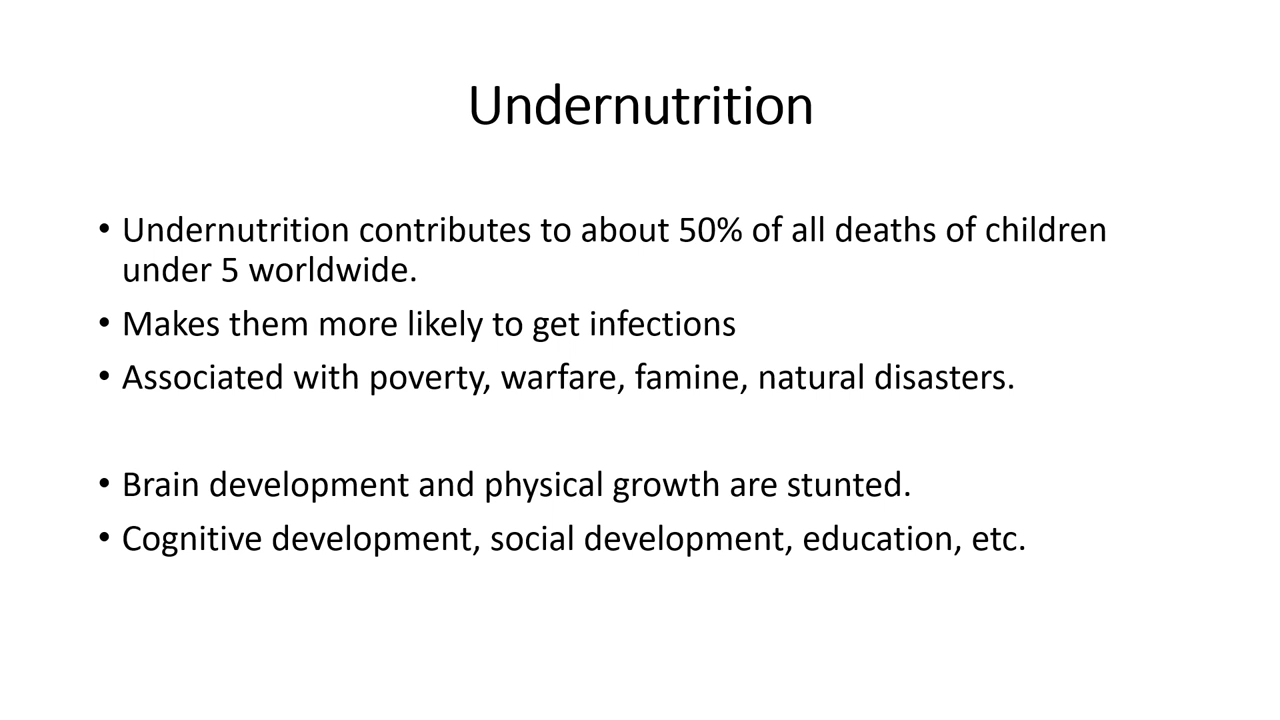 Undernutrition
• Undernutrition contributes to about 50% of all deaths of children
under 5 worldwide.
• Makes them more likely to get infections
• Associated with poverty, warfare, famine, natural disasters.
• Brain development and physical growth are stunted.
• Cognitive development, social development, education, etc.